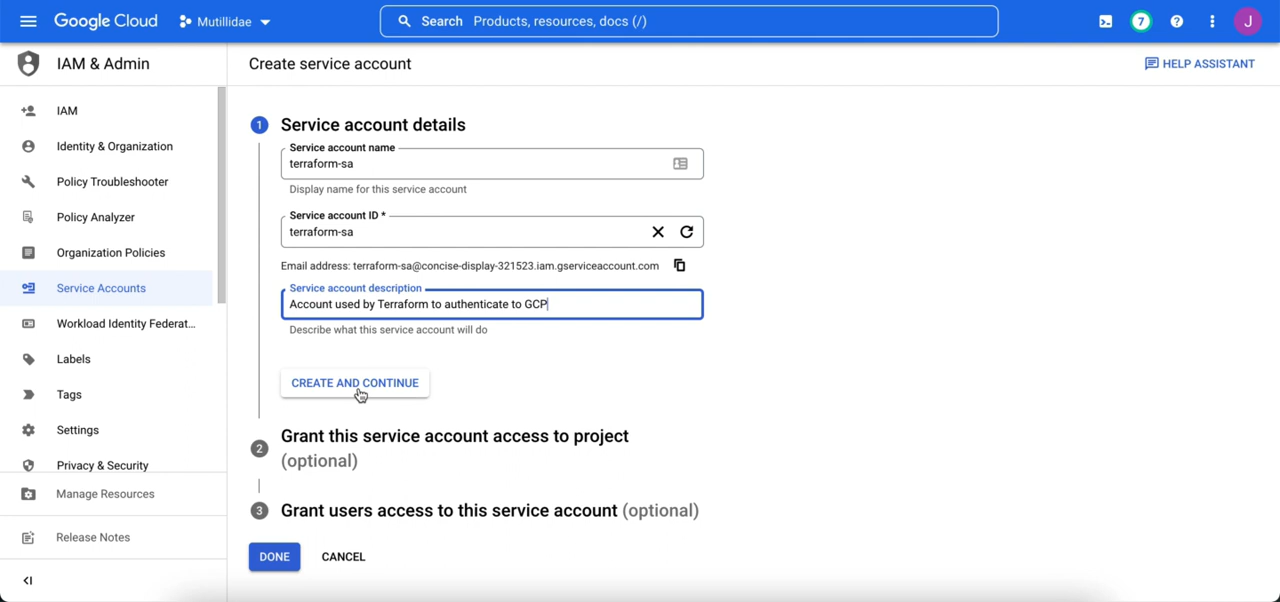 Google Cloud
Mutillidae
Search Products, resources, docs (/)
7
J
IAM & Admin
Create service account
HELP ASSISTANT
IAM
Identity & Organization
Policy Troubleshooter
Policy Analyzer
Organization Policies
Service Accounts
Workload Identity Federat...
Labels
Tags
Settings
Privacy & Security
Manage Resources
Release Notes
1 Service account details
Service account name
terraform-sa
Display name for this service account
Service account ID *
terraform-sa
Email address: terraform-sa@concise-display-321523.iam.gserviceaccount.com
Service account description
Account used by Terraform to authenticate to GCP
Describe what this service account will do
CREATE AND CONTINUE
2 Grant this service account access to project
(optional)
3 Grant users access to this service account (optional)
DONE CANCEL